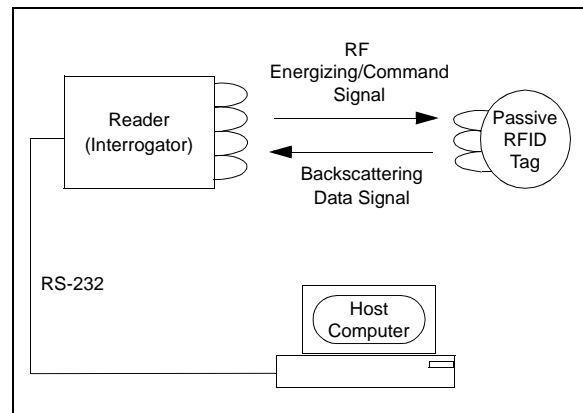 RF
Energizing/Command
Signal
Reader
(Interrogator)
Passive
RFID
Tag
Backscattering
Data Signal
RS-232
Host
Computer